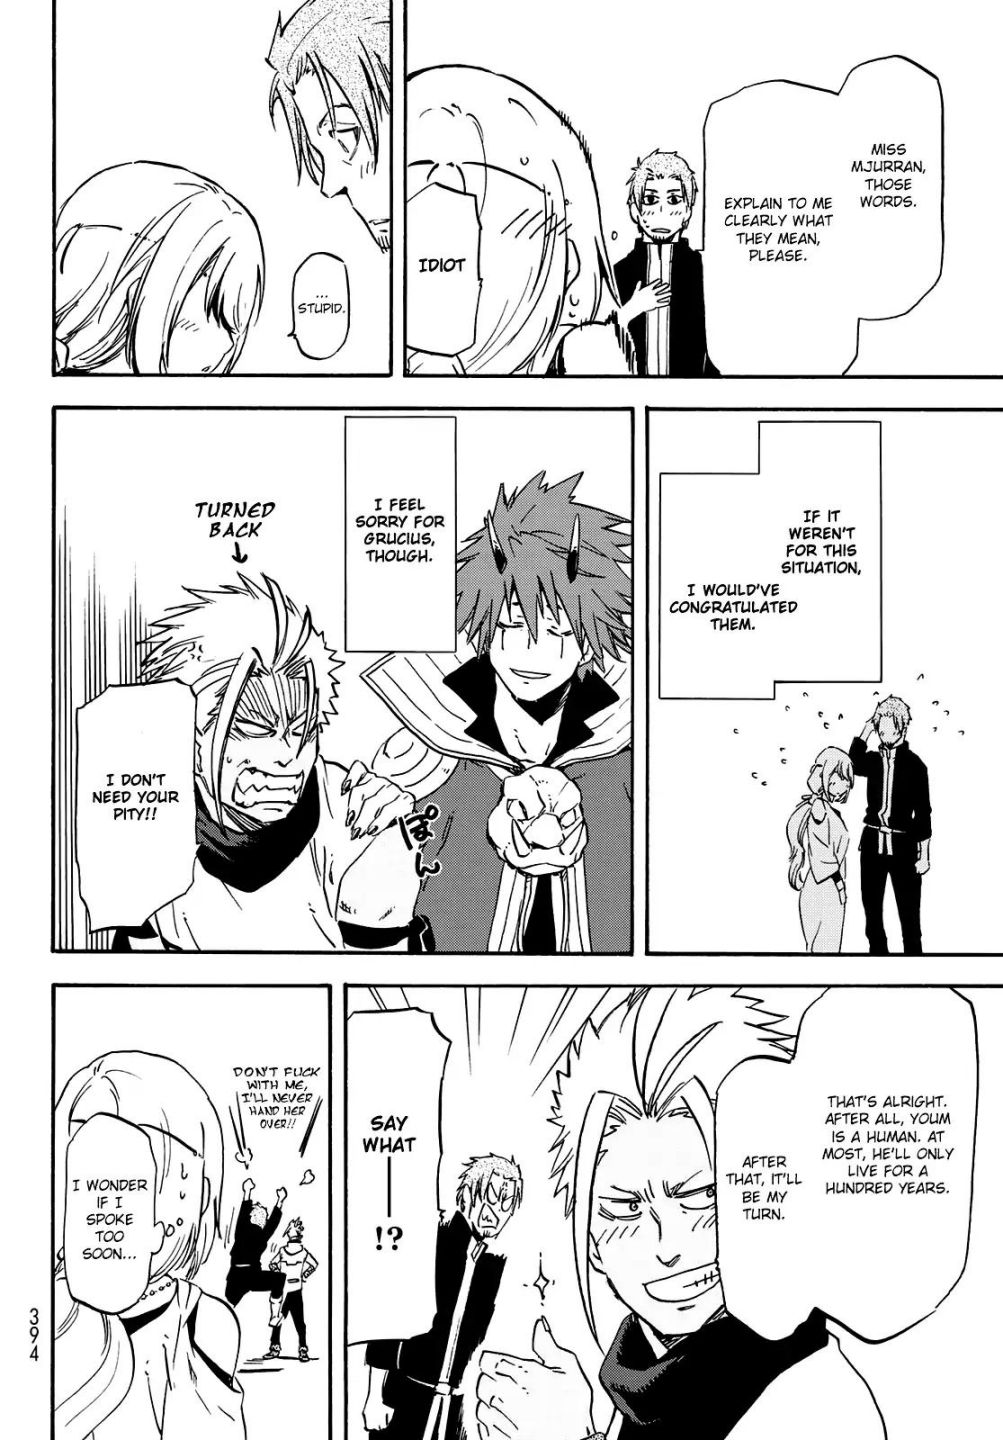 MISS
MJURRAN,
THOSE
WORDS.
EXPLAIN TO ME
CLEARLY WHAT
THEY MEAN,
PLEASE.
IDIOT
...
STUPID.
IF IT
WEREN'T
FOR THIS
SITUATION,
I WOULD'VE
CONGRATULATED
THEM.
I FEEL
SORRY FOR
GRUCIUS,
THOUGH.
TURNED
BACK
ぽん
I DON'T
NEED YOUR
PITY!!
THAT'S ALRIGHT.
AFTER ALL, YOUM
IS A HUMAN. AT
MOST, HE'LL ONLY
LIVE FOR A
HUNDRED YEARS.
AFTER
THAT, IT'LL
BE MY
TURN.
SAY
WHAT
—
!?
DON'T FUCK
WITH ME,
I'LL NEVER
HAND HER
OVER!!
I WONDER
IF I
SPOKE
TOO
SOON...
394